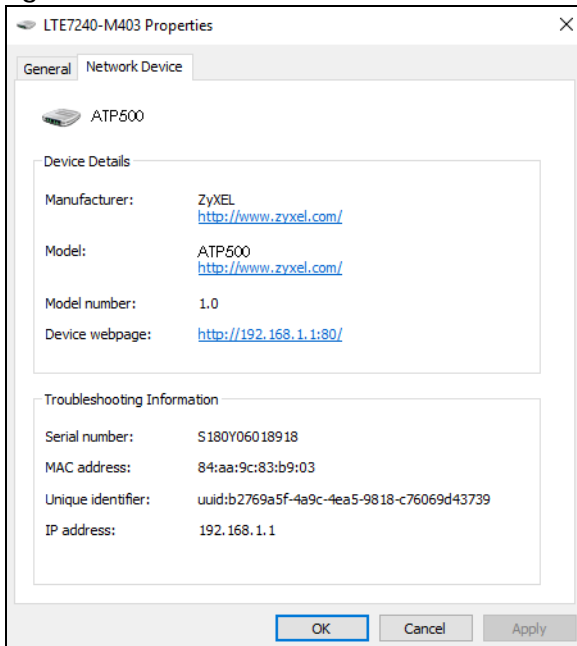 LTE7240-M403 Properties
General Network Device
ATP500
Device Details
Manufacturer: ZyXEL
http://www.zyxel.com/
Model: ATP500
http://www.zyxel.com/
Model number: 1.0
Device webpage: http://192.168.1.1:80/
Troubleshooting Information
Serial number: S180Y06018918
MAC address: 84:aa:9c:83:b9:03
Unique identifier: uuid:b2769a5f-4a9c-4ea5-9818-c76069d43739
IP address: 192.168.1.1
OK Cancel Apply